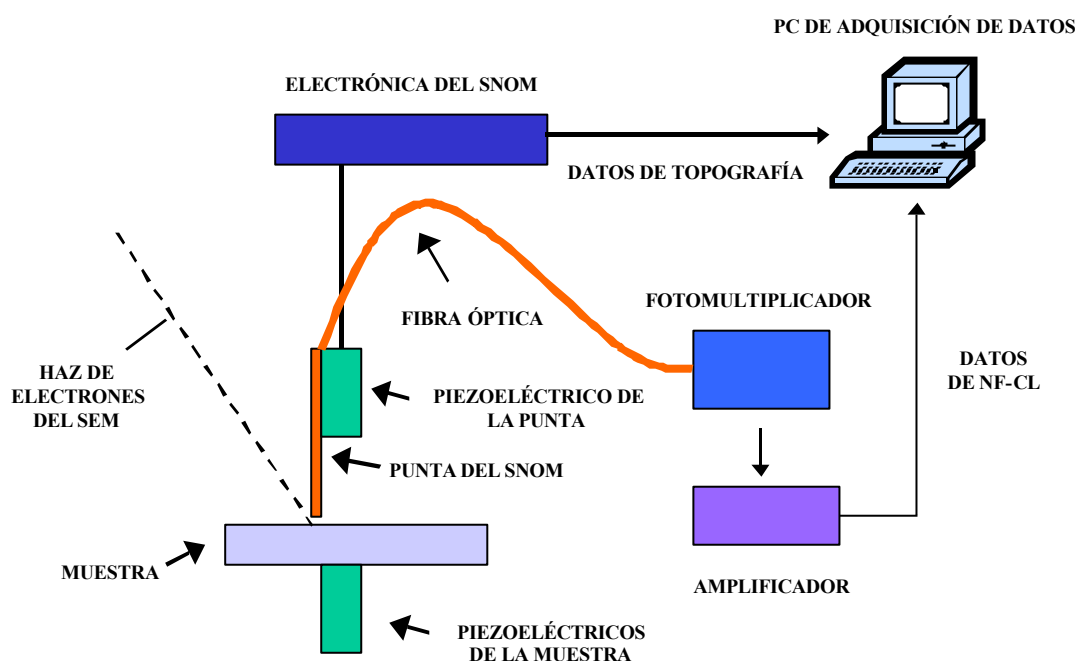 PC DE ADQUISICIÓN DE DATOS
ELECTRÓNICA DEL SNOM
DATOS DE TOPOGRAFÍA
FIBRA ÓPTICA
FOTOMULTIPLICADOR
HAZ DE
ELECTRONES
DEL SEM
DATOS
DE NF-CL
PIEZOELÉCTRICO DE
LA PUNTA
PUNTA DEL SNOM
MUESTRA
AMPLIFICADOR
PIEZOELÉCTRICOS
DE LA MUESTRA